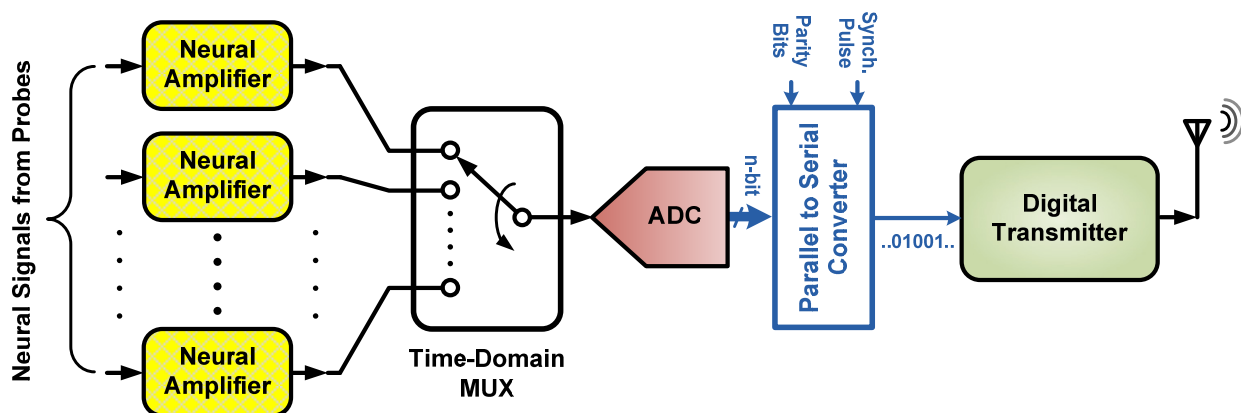 Neural Signals from Probes
Neural
Amplifier
Neural
Amplifier
Neural
Amplifier
Time-Domain
MUX
ADC
n-bit
Parity
Bits
Synch.
Pulse
Parallel to Serial
Converter
..01001..
Digital
Transmitter